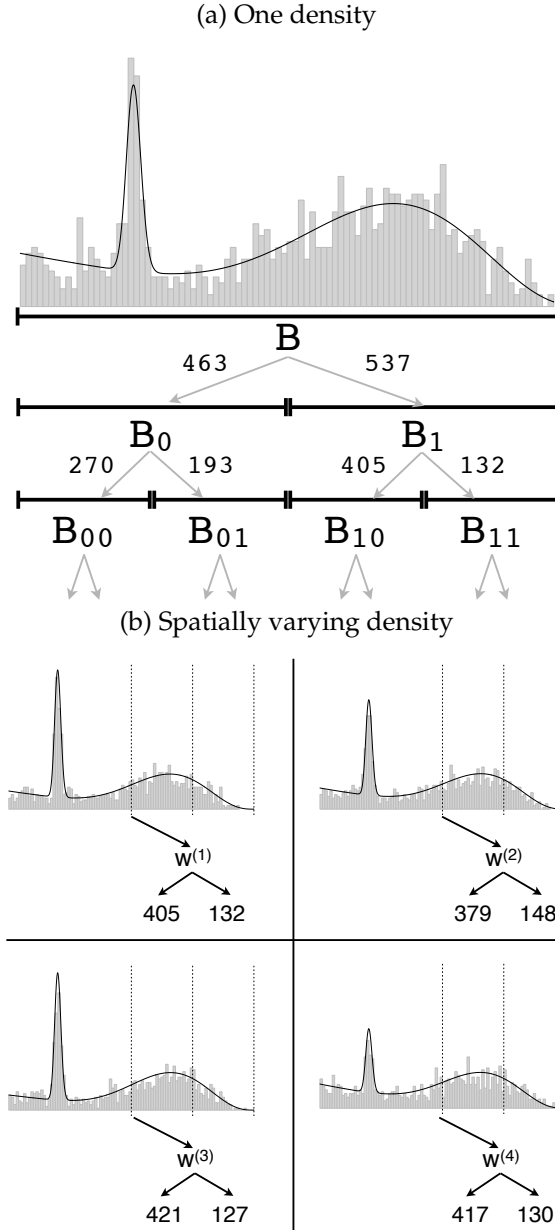 (a) One density
B
463 537
B₀ B₁
270 193 405 132
B₀₀ B₀₁ B₁₀ B₁₁
(b) Spatially varying density
w⁽¹⁾ w⁽²⁾
405 132 379 148
w⁽³⁾ w⁽⁴⁾
421 127 417 130